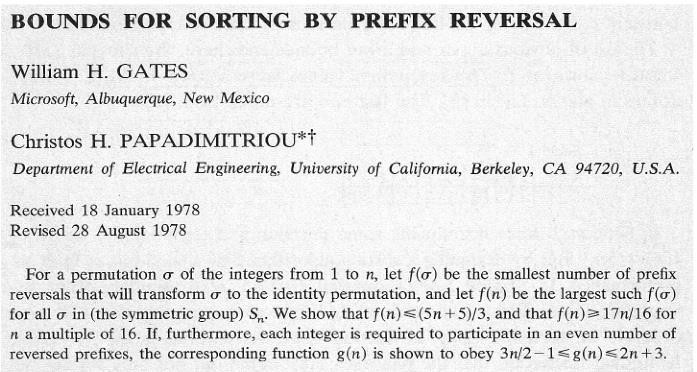 BOUNDS FOR SORTING BY PREFIX REVERSAL
William H. GATES
Microsoft, Albuquerque, New Mexico
Christos H. PAPADIMITRIOU*†
Department of Electrical Engineering, University of California, Berkeley, CA 94720, U.S.A.
Received 18 January 1978
Revised 28 August 1978
For a permutation σ of the integers from 1 to n, let f(σ) be the smallest number of prefix
reversals that will transform σ to the identity permutation, and let f(n) be the largest such f(σ)
for all σ in (the symmetric group) Sₙ. We show that f(n)≤(5n+5)/3, and that f(n)≥17n/16 for
n a multiple of 16. If, furthermore, each integer is required to participate in an even number of
reversed prefixes, the corresponding function g(n) is shown to obey 3n/2−1≤g(n)≤2n+3.